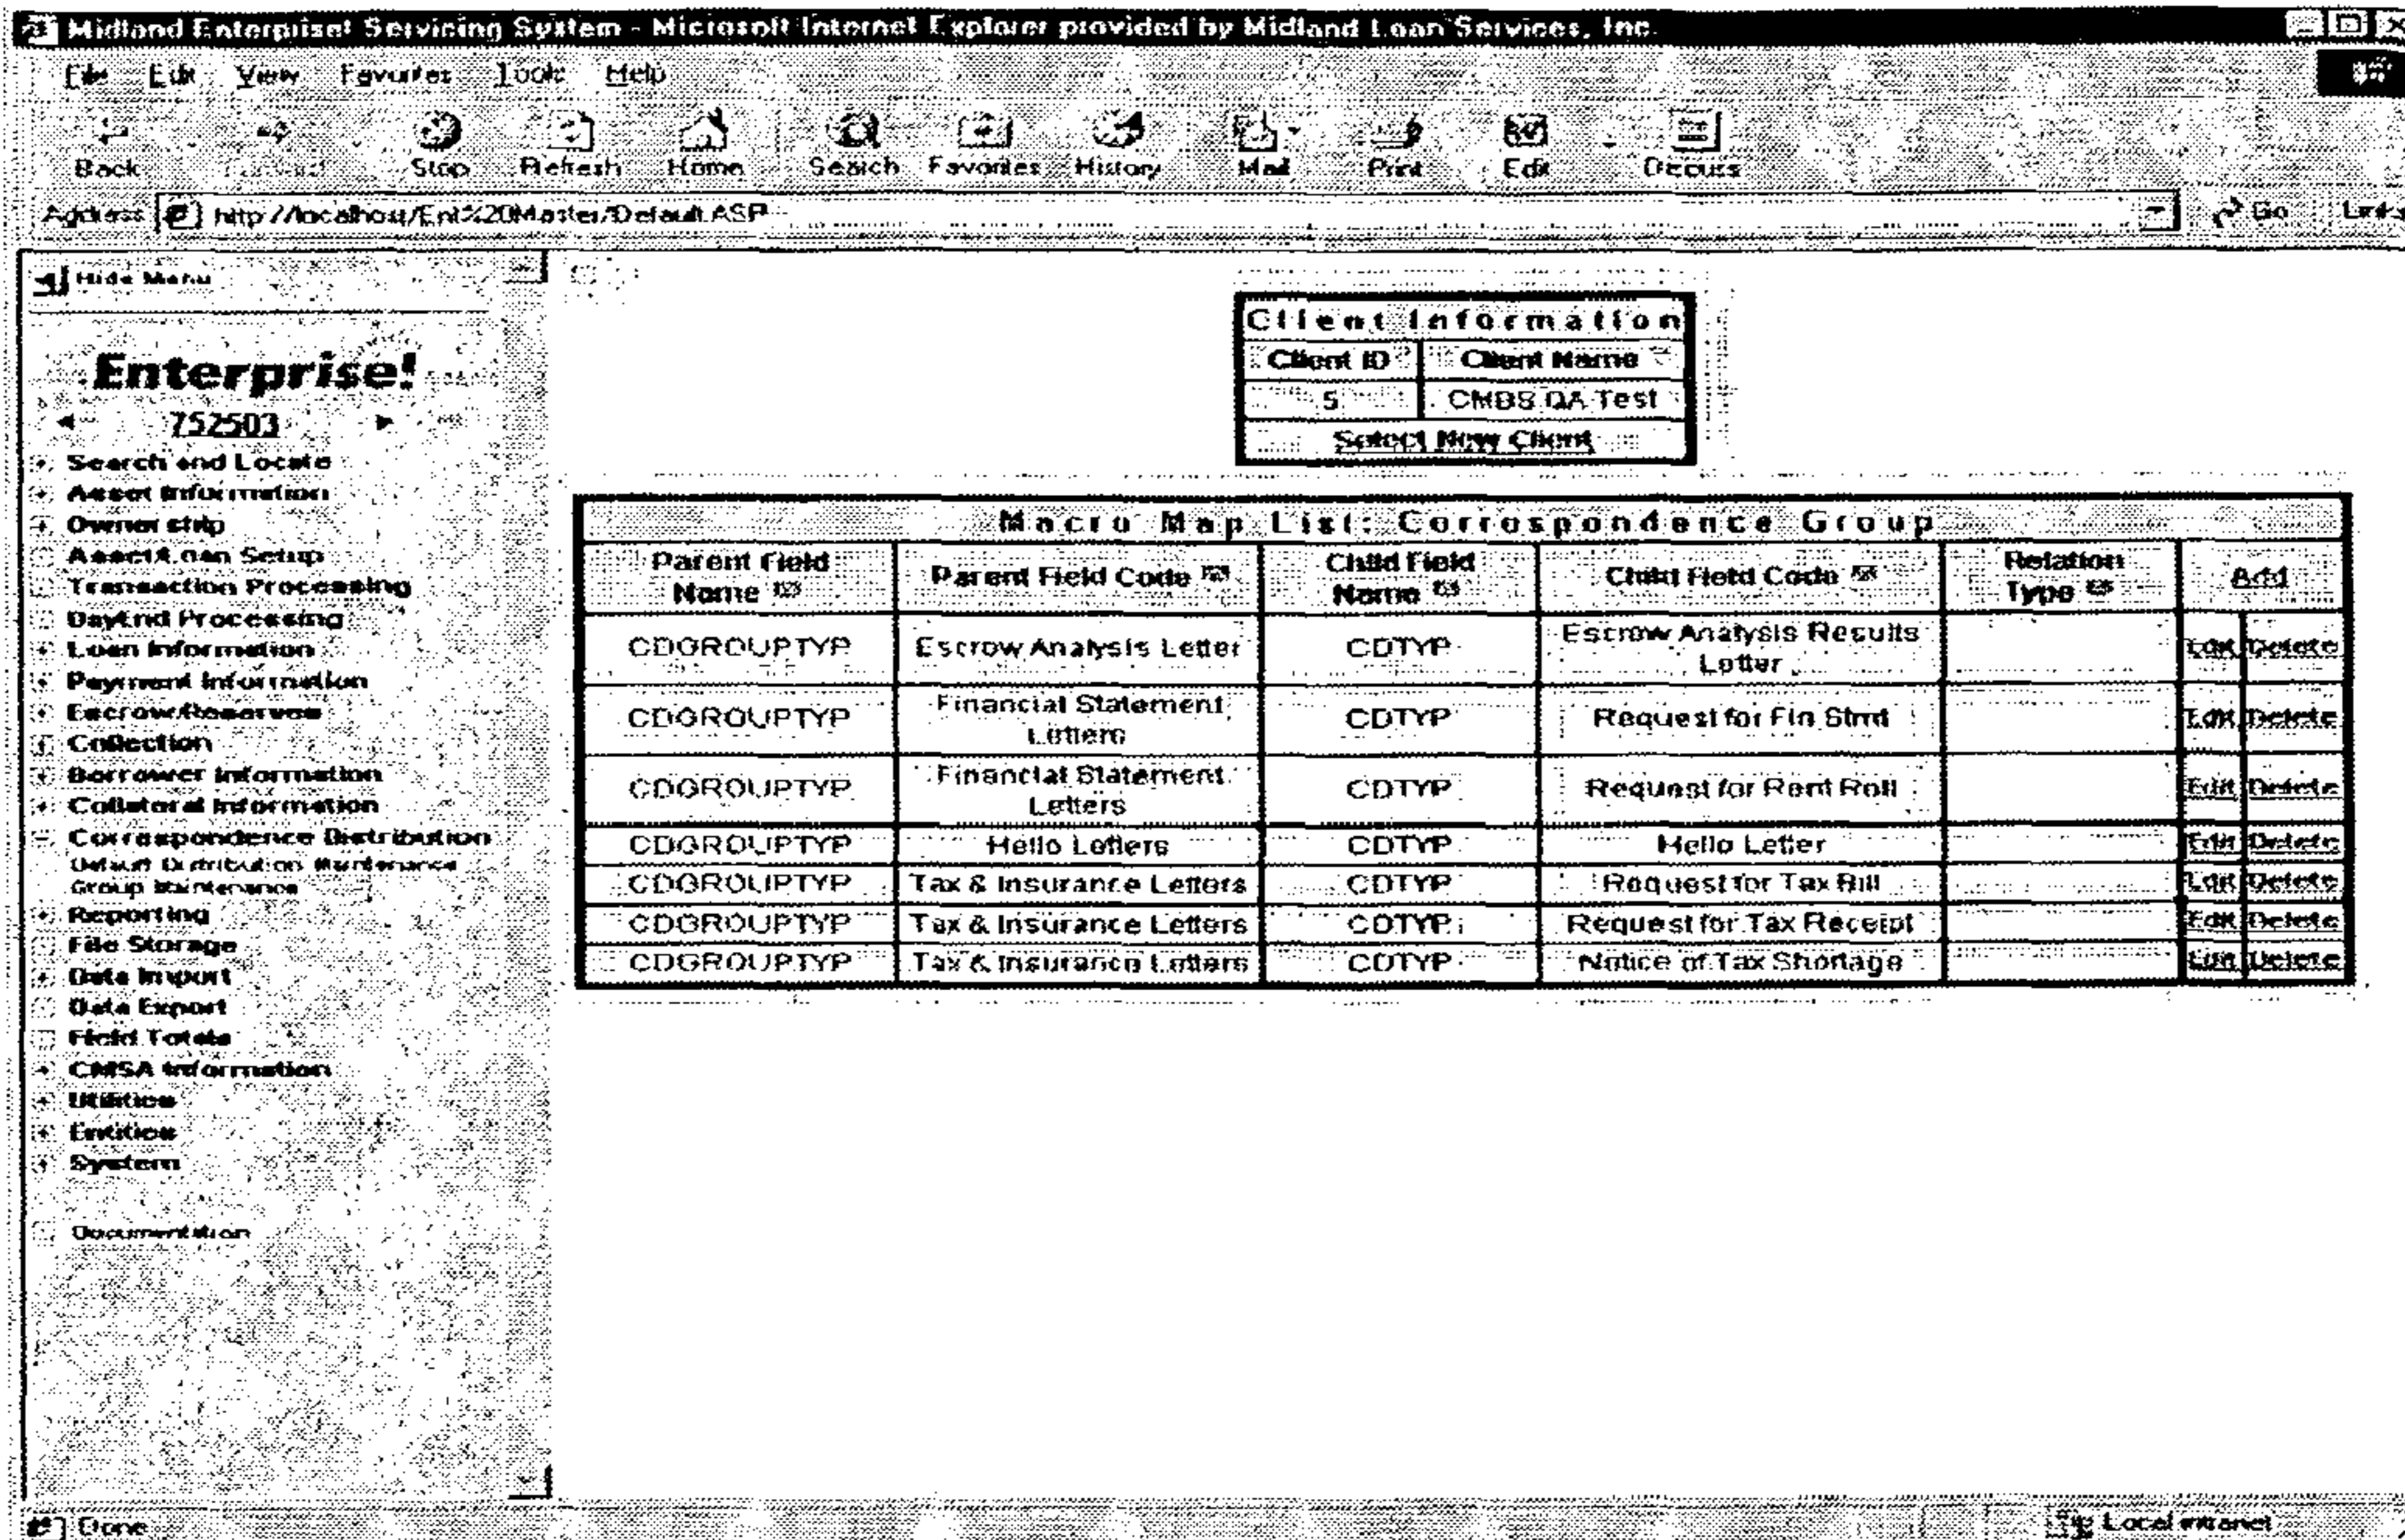 Midland Enterprise! Servicing System - Microsoft Internet Explorer provided by Midland Loan Services, Inc.
File Edit View Favorites Tools Help
Back Stop Refresh Home Search Favorites History Mail Print Edit Discuss
Address http://localhost/Ent%20Master/Default.ASP Go Links
Hide Menu
Enterprise!
752503
Search and Locate
Asset Information
Ownership
Asset/Loan Setup
Transaction Processing
DayEnd Processing
Loan Information
Payment Information
Escrow/Reserves
Collection
Borrower Information
Collateral Information
Correspondence Distribution
Default Distribution Maintenance
Group Maintenance
Reporting
File Storage
Data Import
Data Export
Field Totals
CMSA Information
Utilities
Entities
System
Documentation
Client Information
Client ID Client Name
5 CMBS QA Test
Select New Client
Macro Map List: Correspondence Group
Parent Field Name Parent Field Code Child Field Name Child Field Code Relation Type Add
CDGROUPTYP Escrow Analysis Letter CDTYP Escrow Analysis Results Letter Edit Delete
CDGROUPTYP Financial Statement Letters CDTYP Request for Fin Stmt Edit Delete
CDGROUPTYP Financial Statement Letters CDTYP Request for Rent Roll Edit Delete
CDGROUPTYP Hello Letters CDTYP Hello Letter Edit Delete
CDGROUPTYP Tax & Insurance Letters CDTYP Request for Tax Bill Edit Delete
CDGROUPTYP Tax & Insurance Letters CDTYP Request for Tax Receipt Edit Delete
CDGROUPTYP Tax & Insurance Letters CDTYP Notice of Tax Shortage Edit Delete
Done Local intranet